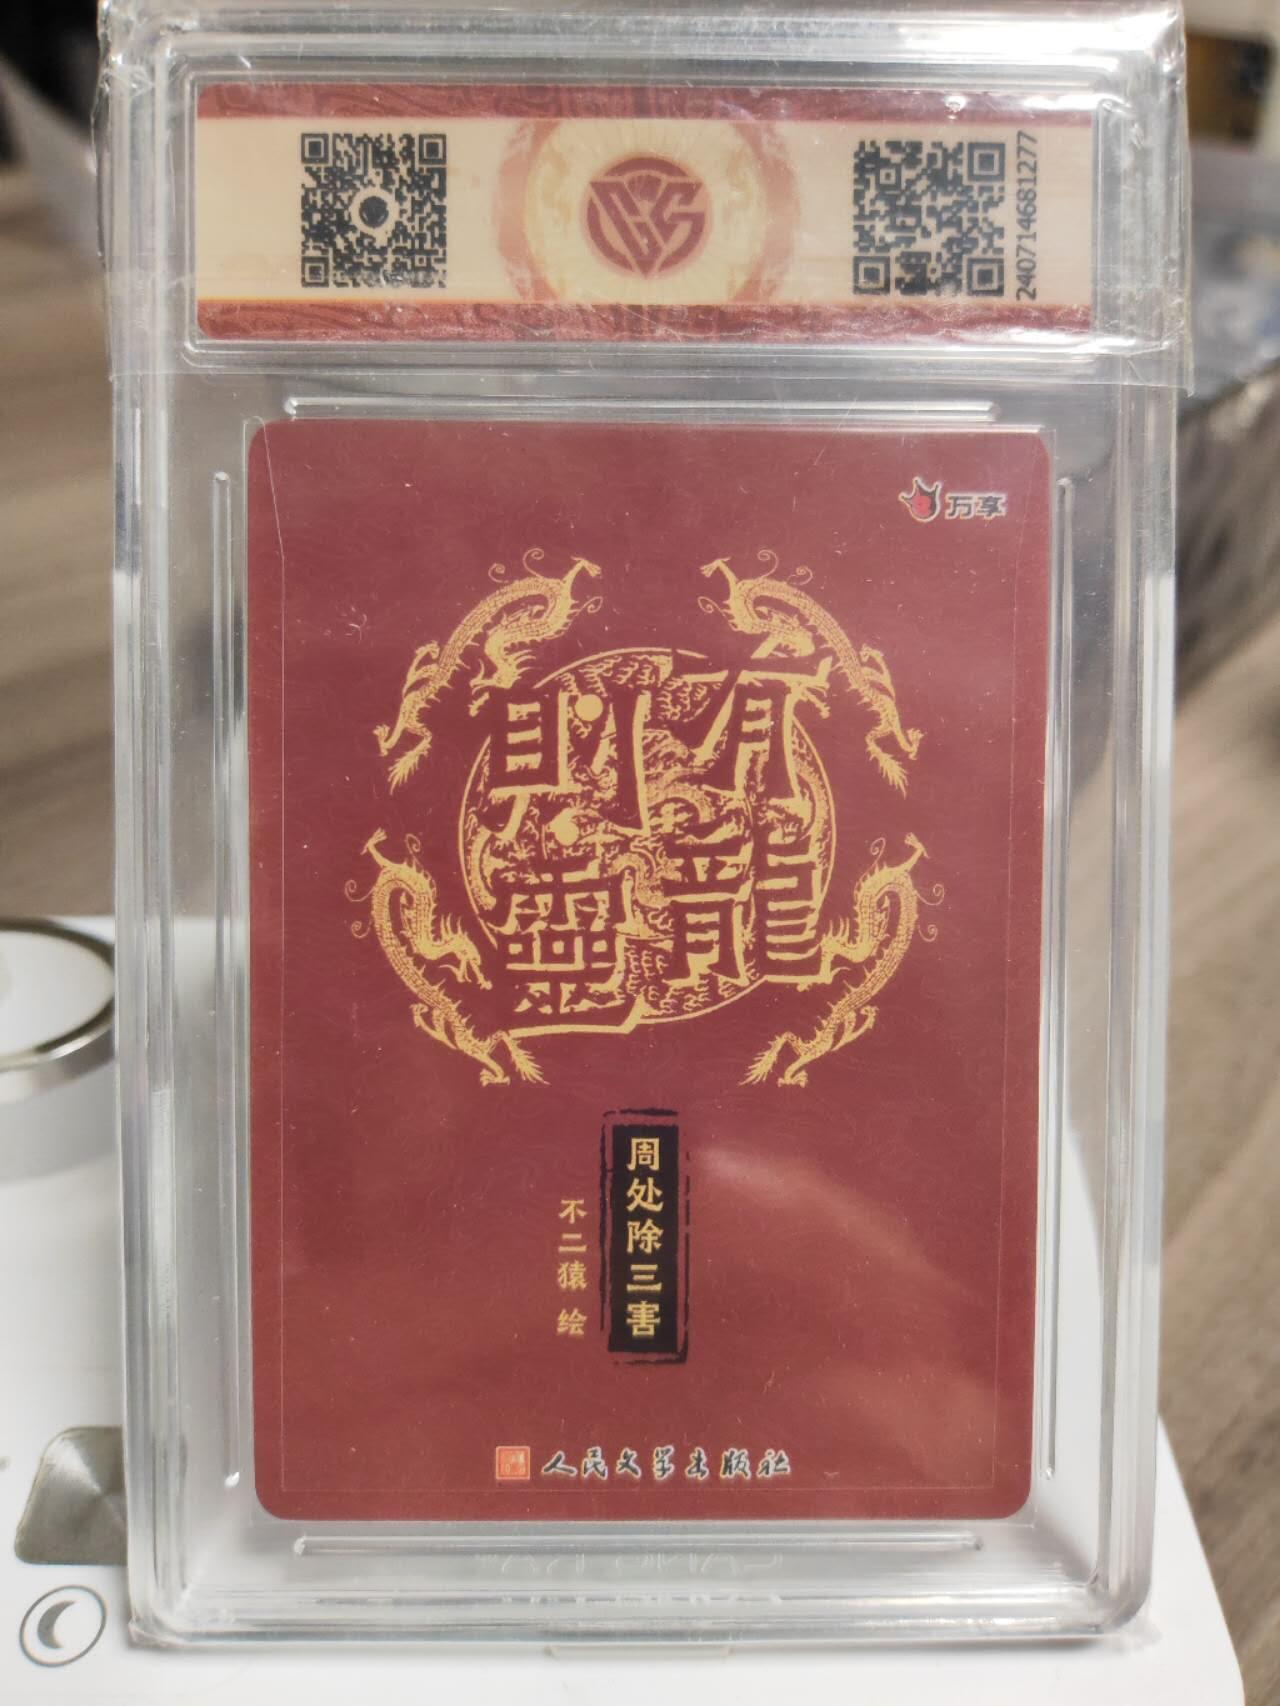 240714681277
万享
有龍
則靈
周处除三害
不二猿 绘
人民文学出版社